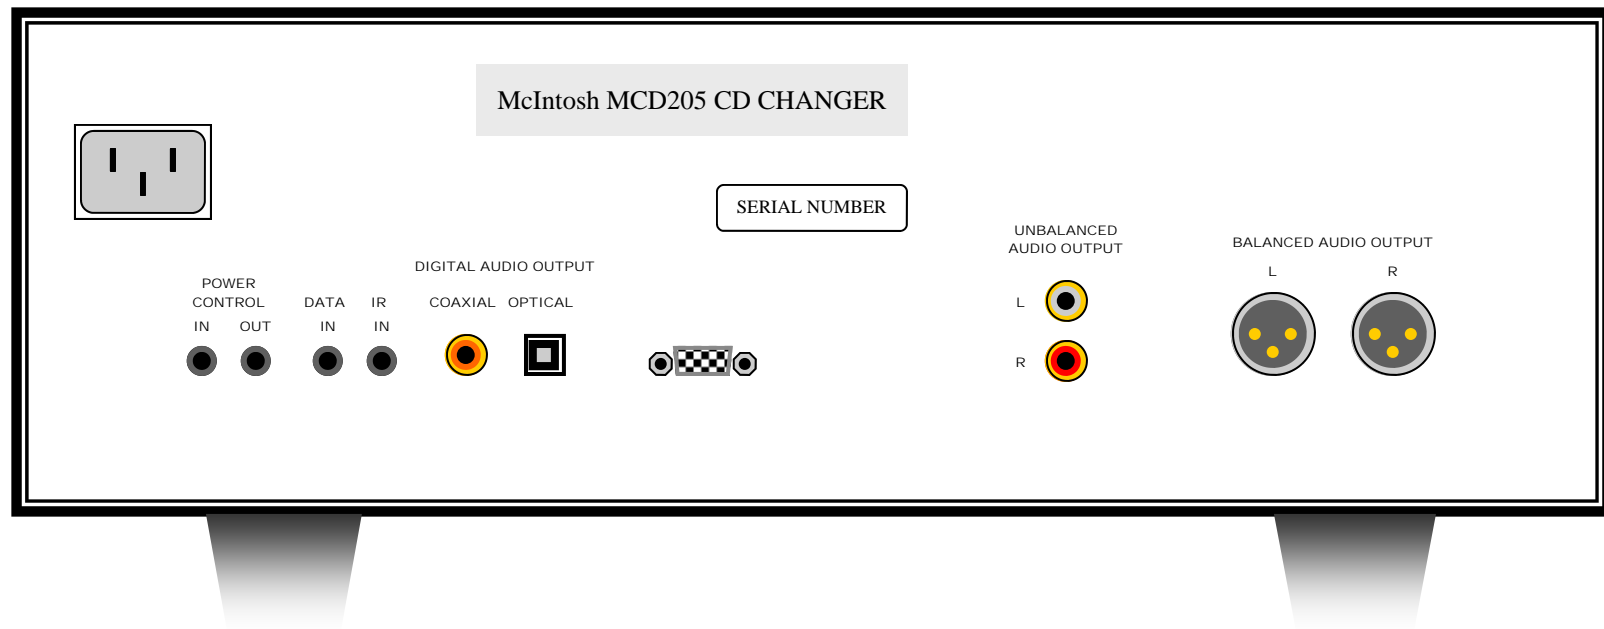 McIntosh MCD205 CD CHANGER
SERIAL NUMBER
POWER
CONTROL
IN OUT
DATA
IN
IR
IN
DIGITAL AUDIO OUTPUT
COAXIAL OPTICAL
UNBALANCED
AUDIO OUTPUT
L
R
BALANCED AUDIO OUTPUT
L R